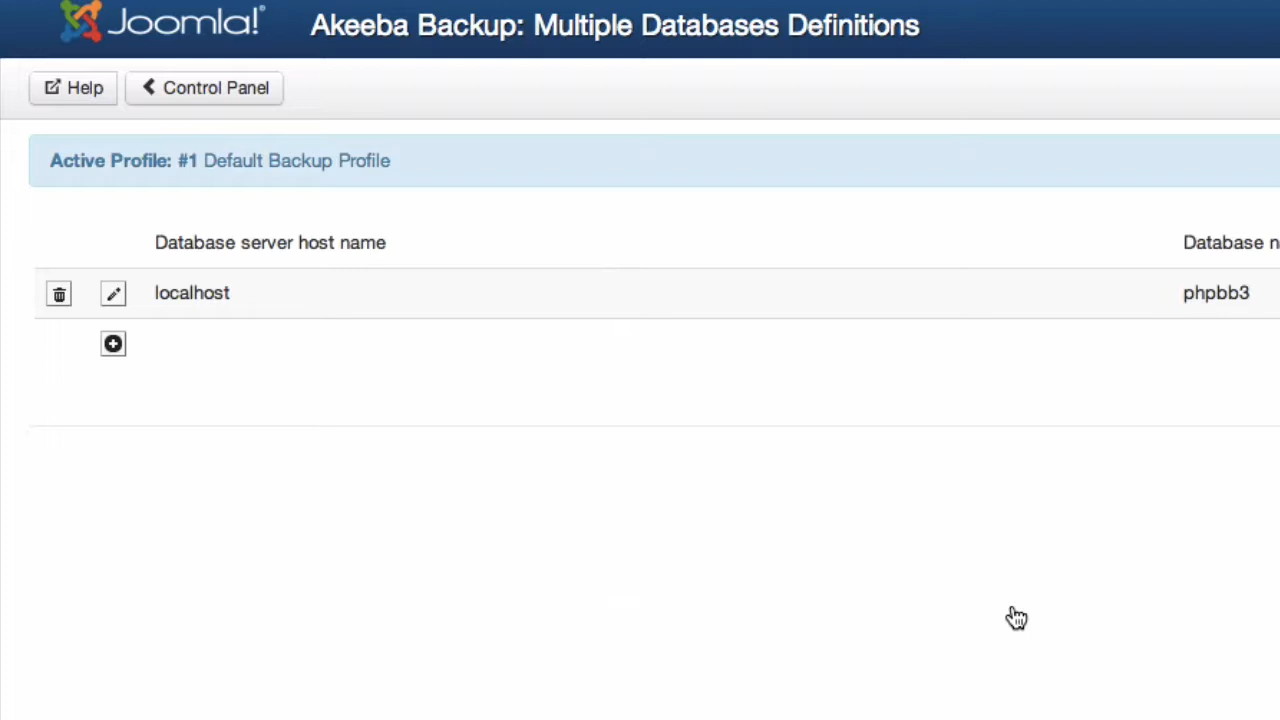 Joomla!® Akeeba Backup: Multiple Databases Definitions
Help Control Panel
Active Profile: #1 Default Backup Profile
Database server host name Database n
localhost phpbb3